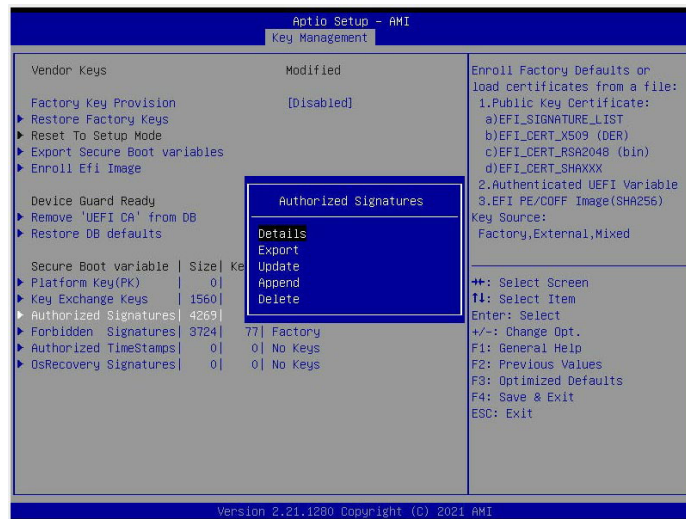 Aptio Setup - AMI
Key Management
Vendor Keys Modified
Factory Key Provision [Disabled]
Restore Factory Keys
Reset To Setup Mode
Export Secure Boot variables
Enroll Efi Image
Device Guard Ready
Remove 'UEFI CA' from DB
Restore DB defaults
Secure Boot variable | Size| Ke
Platform Key(PK) | 0|
Key Exchange Keys | 1560|
Authorized Signatures| 4269|
Forbidden Signatures| 3724| 77| Factory
Authorized TimeStamps| 0| 0| No Keys
OsRecovery Signatures| 0| 0| No Keys
Authorized Signatures
Details
Export
Update
Append
Delete
Enroll Factory Defaults or
load certificates from a file:
1.Public Key Certificate:
a)EFI_SIGNATURE_LIST
b)EFI_CERT_X509 (DER)
c)EFI_CERT_RSA2048 (bin)
d)EFI_CERT_SHAXXX
2.Authenticated UEFI Variable
3.EFI PE/COFF Image(SHA256)
Key Source:
Factory,External,Mixed
→←: Select Screen
↑↓: Select Item
Enter: Select
+/-: Change Opt.
F1: General Help
F2: Previous Values
F3: Optimized Defaults
F4: Save & Exit
ESC: Exit
Version 2.21.1280 Copyright (C) 2021 AMI